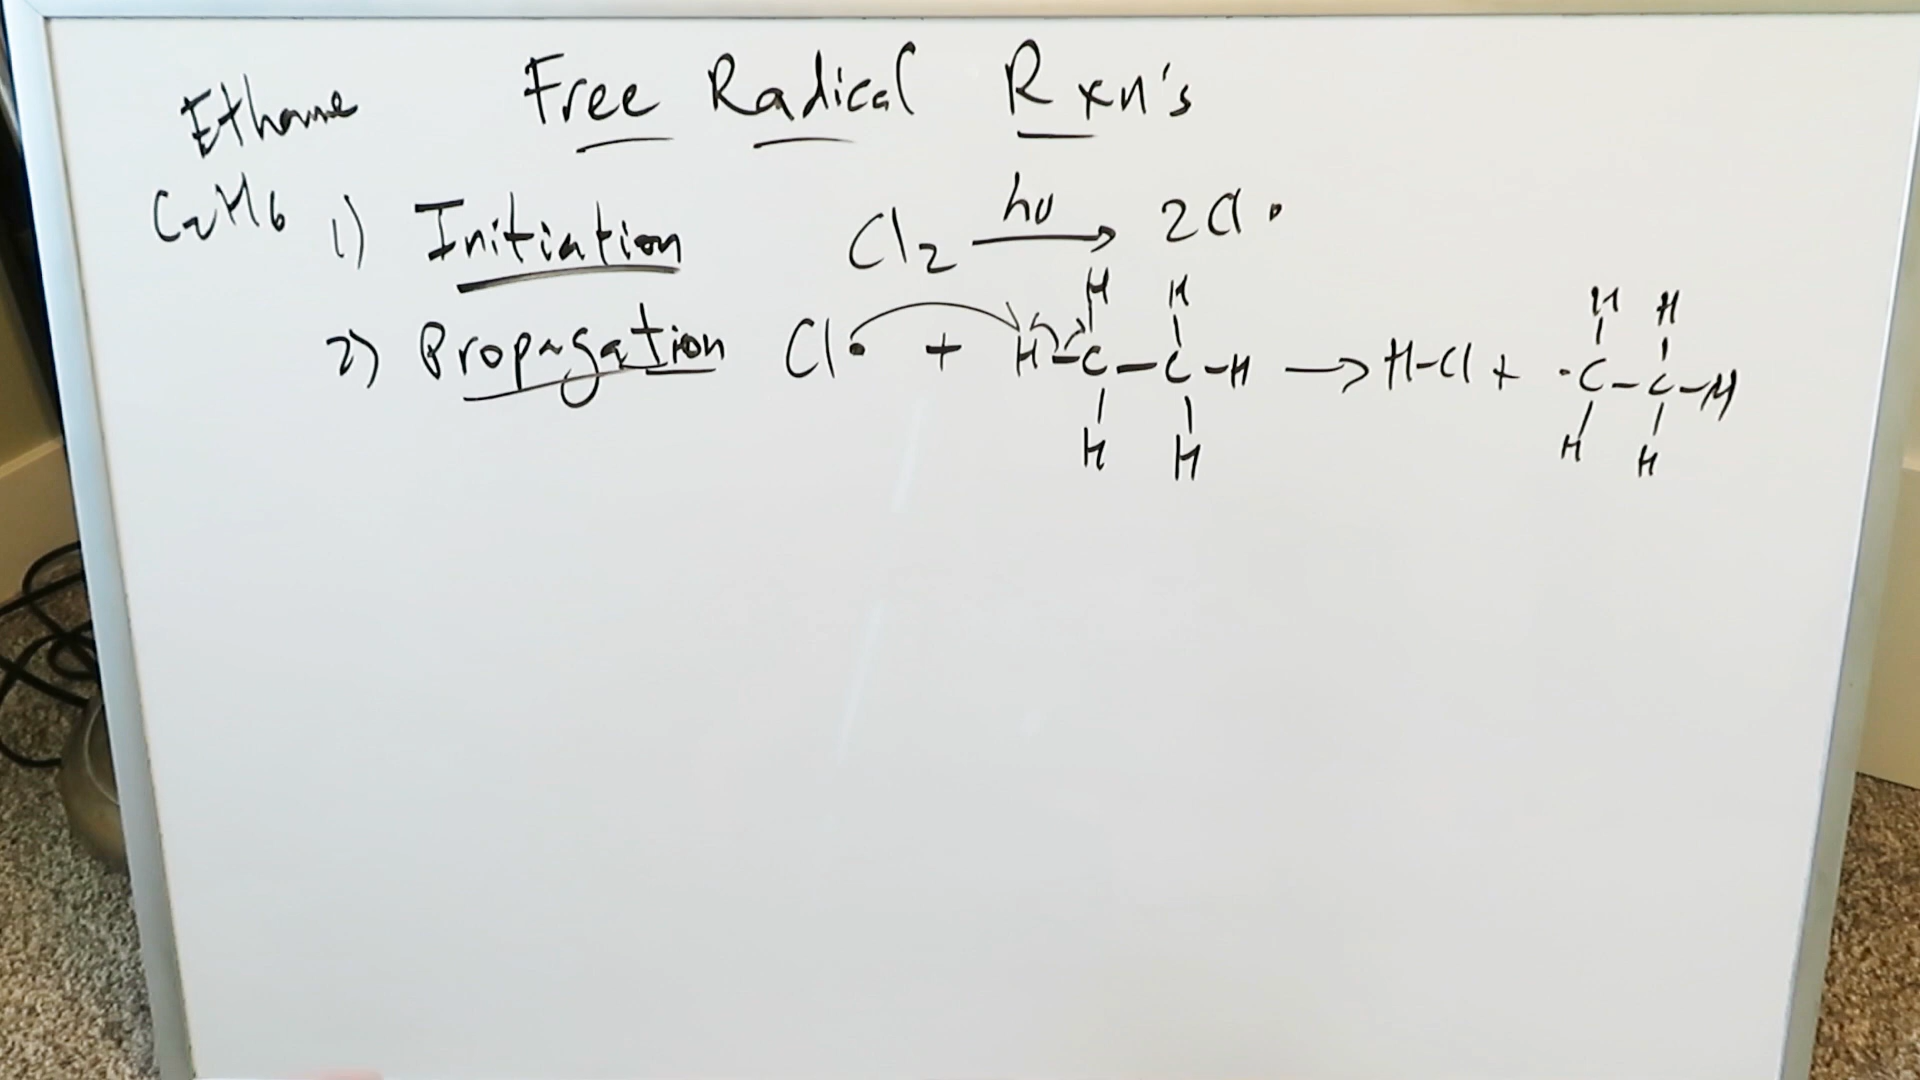 Free Radical Rxn's
Ethane
C2H6
1) Initiation Cl2 hν → 2Cl•
H H H H
2) Propagation Cl• + H-C-C-H → H-Cl + ·C-C-H
H H H H